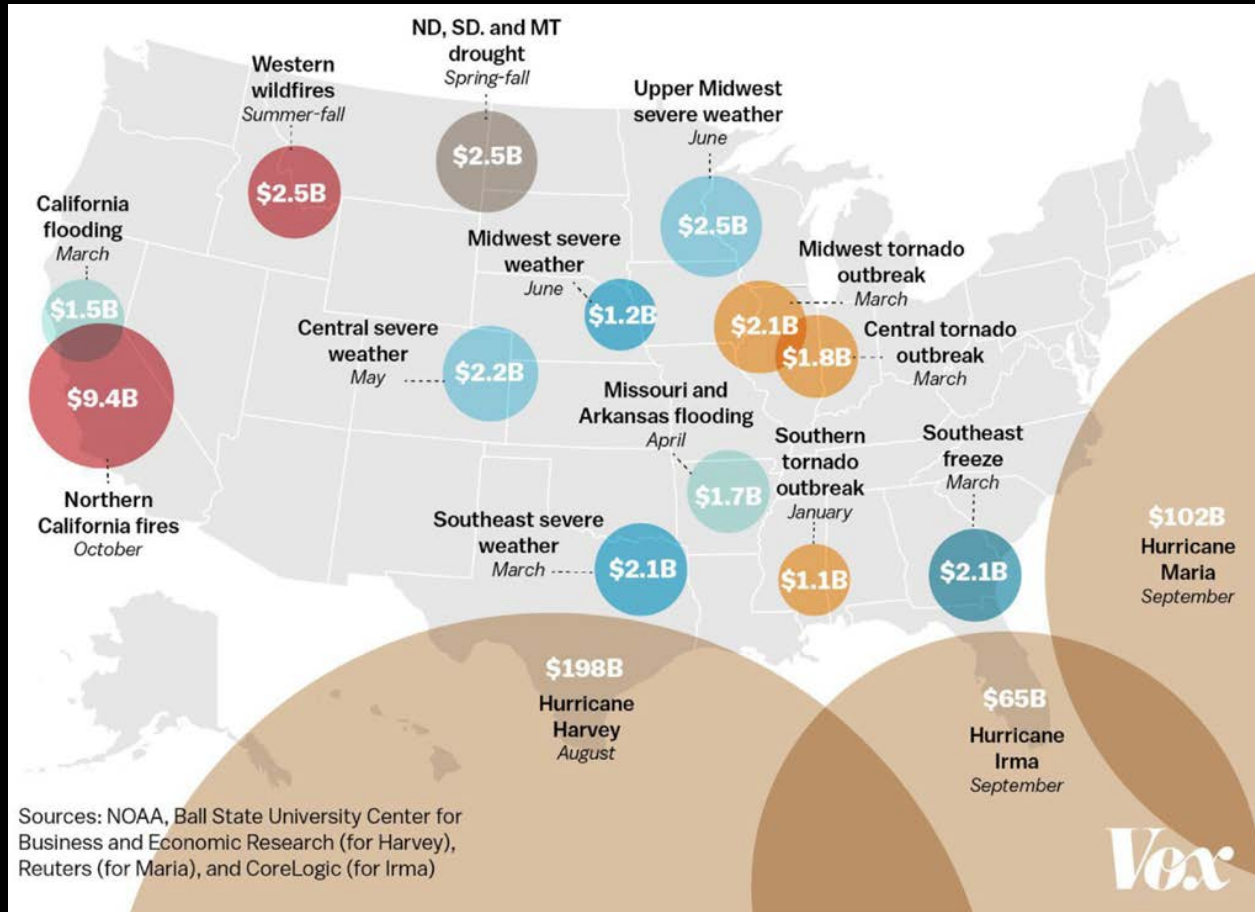 ND, SD. and MT
drought
Spring-fall
$2.5B
Western
wildfires
Summer-fall
$2.5B
Upper Midwest
severe weather
June
$2.5B
California
flooding
March
$1.5B
Midwest severe
weather
June
$1.2B
Midwest tornado
outbreak
March
$2.1B
Central severe
weather
May
$2.2B
Central tornado
outbreak
March
$1.8B
$9.4B
Northern
California fires
October
Missouri and
Arkansas flooding
April
$1.7B
Southern
tornado
outbreak
January
$1.1B
Southeast
freeze
March
$2.1B
Southeast severe
weather
March
$2.1B
$102B
Hurricane
Maria
September
$198B
Hurricane
Harvey
August
$65B
Hurricane
Irma
September
Sources: NOAA, Ball State University Center for
Business and Economic Research (for Harvey),
Reuters (for Maria), and CoreLogic (for Irma)
Vox